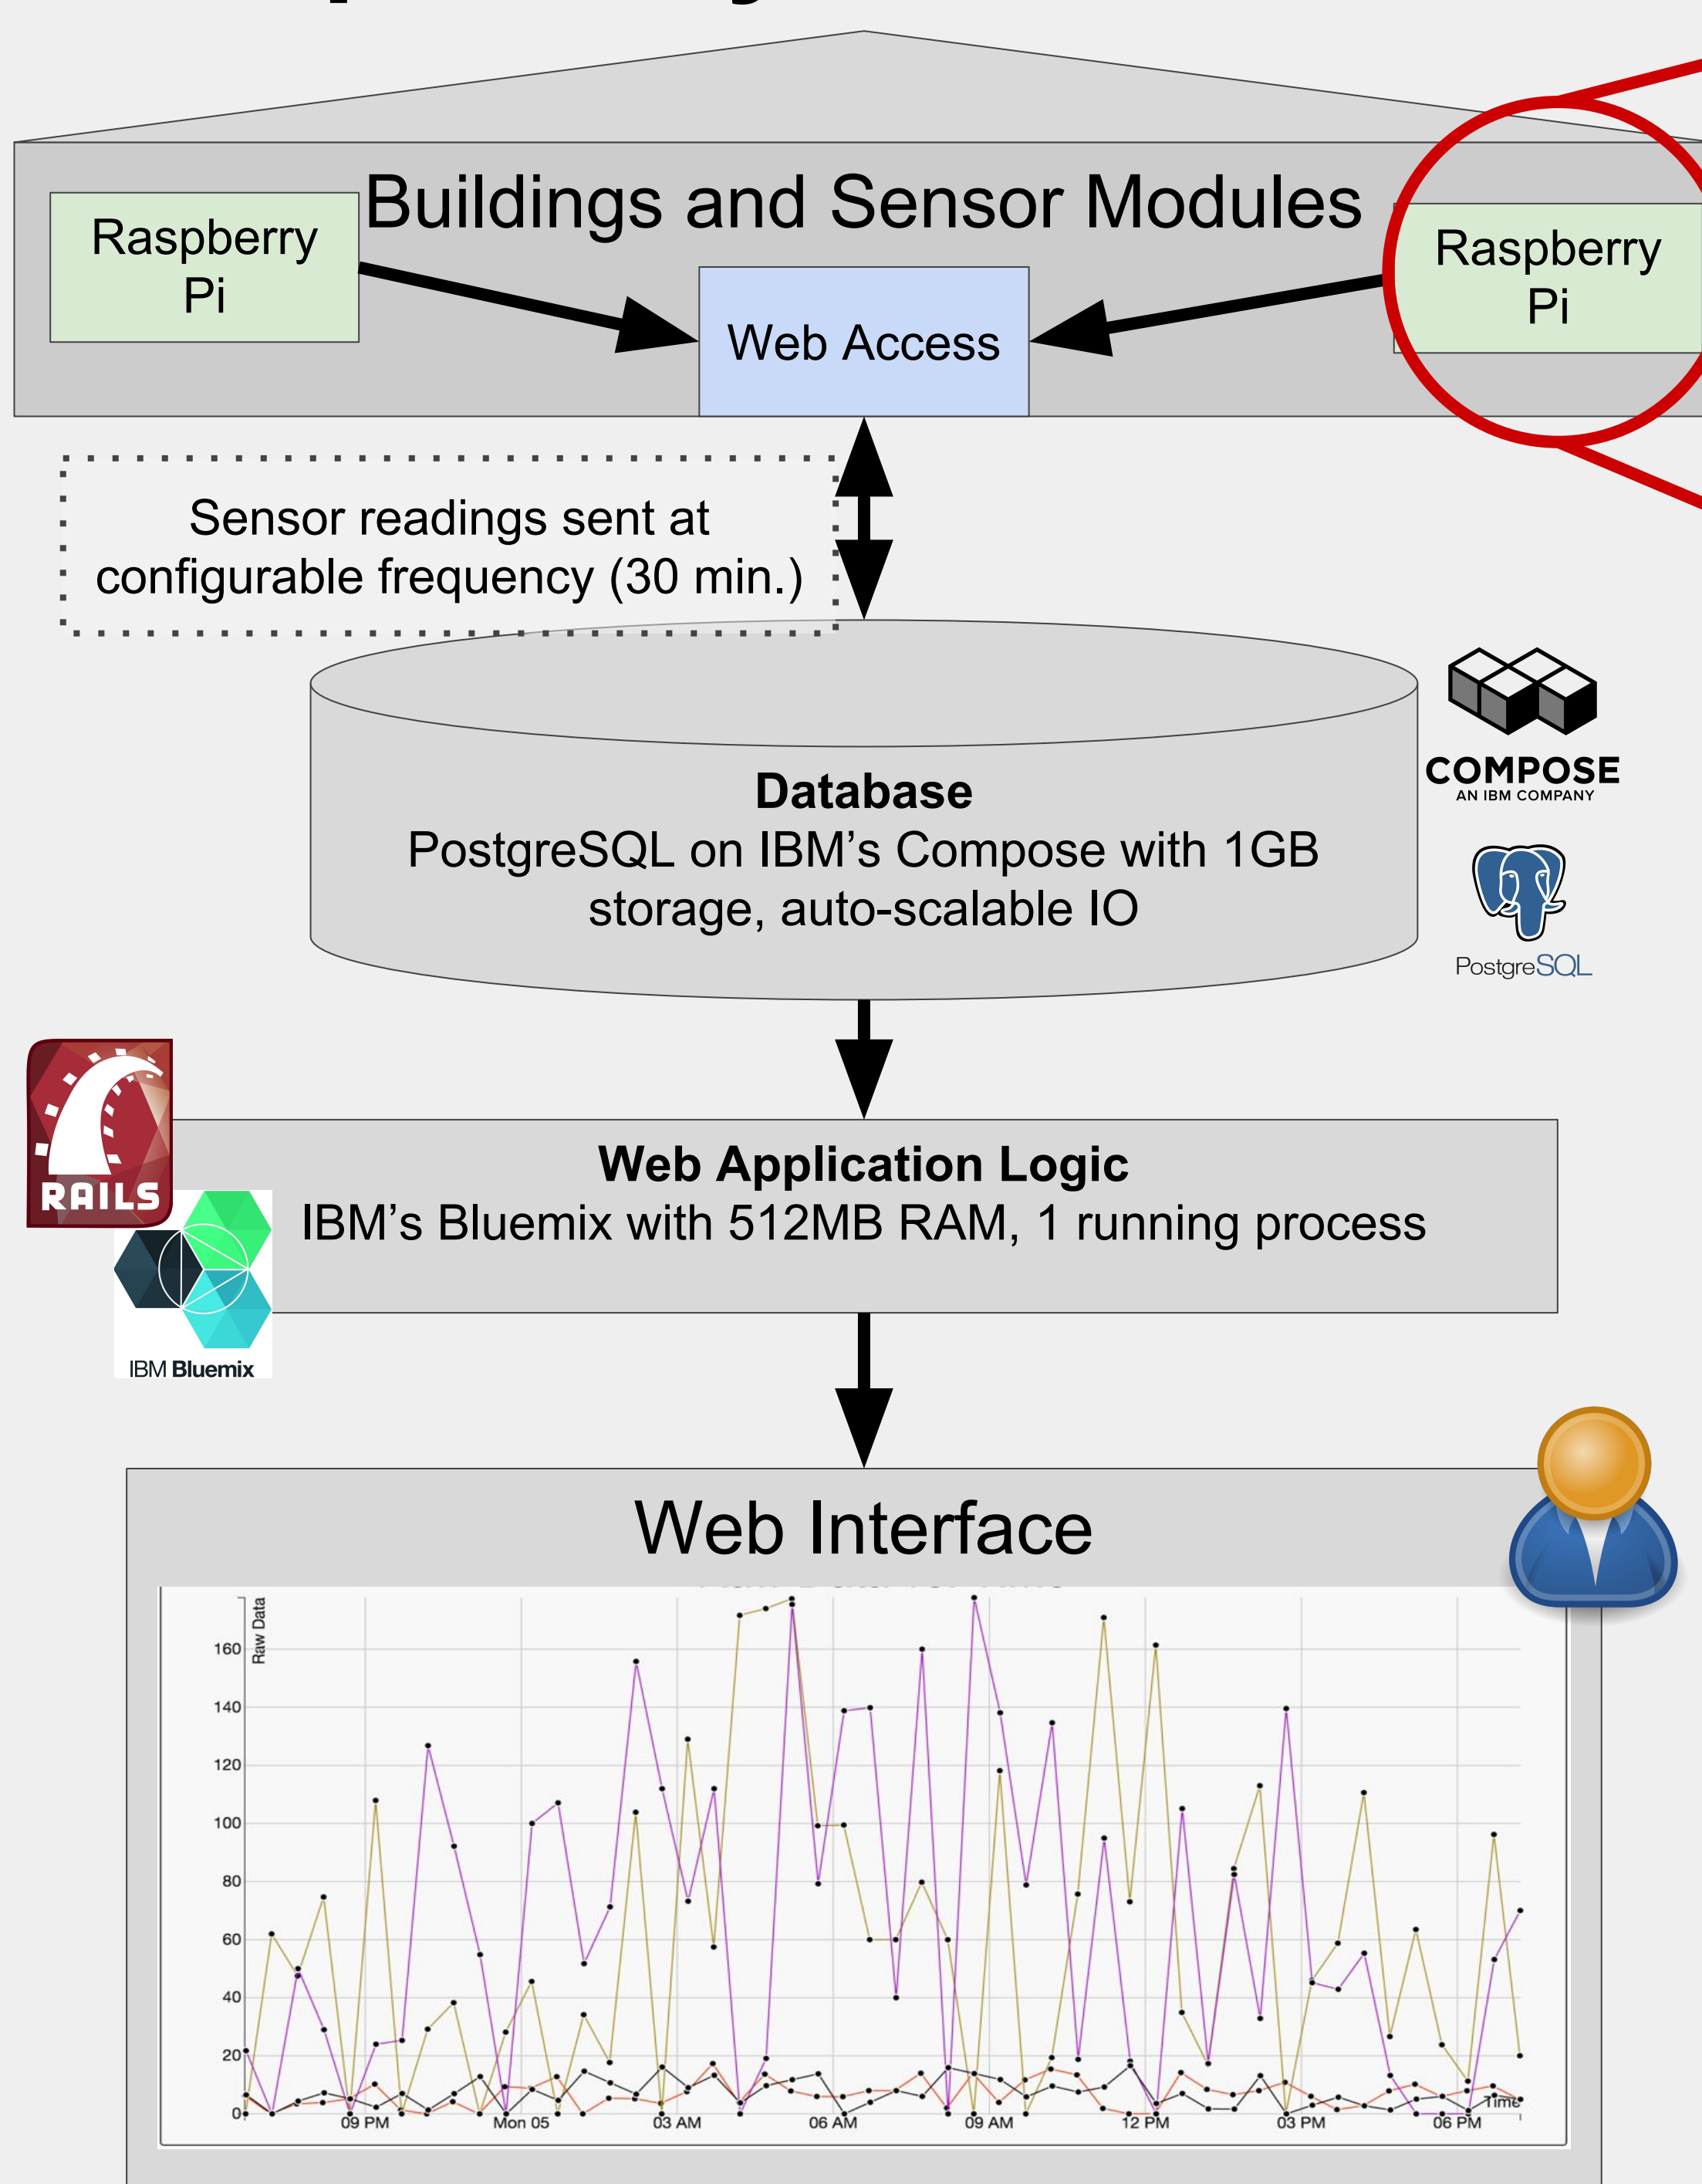 Buildings and Sensor Modules
Raspberry
Pi
Web Access
Raspberry
Pi
Sensor readings sent at
configurable frequency (30 min.)
COMPOSE
AN IBM COMPANY
Database
PostgreSQL on IBM’s Compose with 1GB
storage, auto-scalable IO
PostgreSQL
RAILS
Web Application Logic
IBM’s Bluemix with 512MB RAM, 1 running process
IBM Bluemix
Web Interface
Raw Data
160
140
120
100
80
60
40
20
0
Time
09 PM
Mon 05
03 AM
06 AM
09 AM
12 PM
03 PM
06 PM